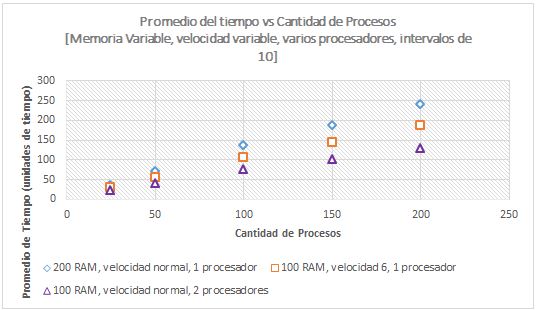 Promedio del tiempo vs Cantidad de Procesos
[Memoria Variable, velocidad variable, varios procesadores, intervalos de
10]
Promedio de Tiempo (unidades de tiempo)
300
250
200
150
100
50
0
0 50 100 150 200 250
Cantidad de Procesos
200 RAM, velocidad normal, 1 procesador 100 RAM, velocidad 6, 1 procesador
100 RAM, velocidad normal, 2 procesadores